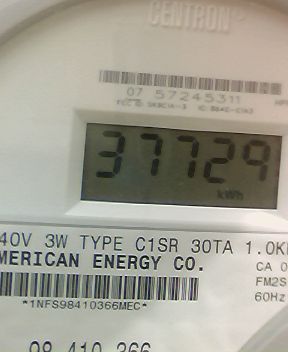 CENTRON
07 57245311
37729
kWh
40V 3W TYPE C1SR 30TA 1.0K
MERICAN ENERGY CO.
CA 0
FM2S
60Hz
*1NFS98410366MEC*
98 410 366